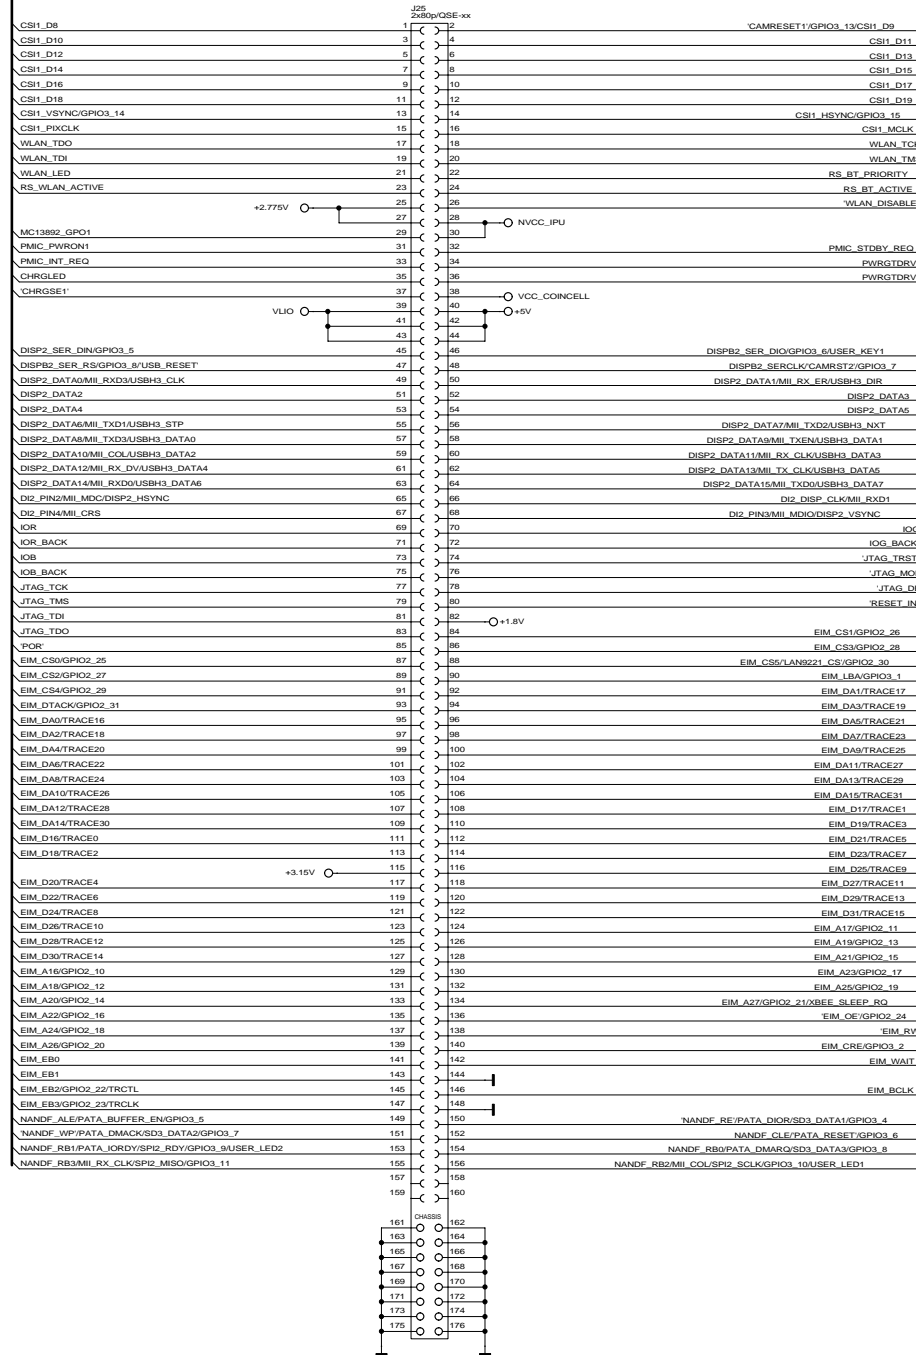 J25
2x80p/QSE-xx
CSI1_D8 1 2 'CAMRESET1'/GPIO3_13/CSI1_D9
CSI1_D10 3 4 CSI1_D11
CSI1_D12 5 6 CSI1_D13
CSI1_D14 7 8 CSI1_D15
CSI1_D16 9 10 CSI1_D17
CSI1_D18 11 12 CSI1_D19
CSI1_VSYNC/GPIO3_14 13 14 CSI1_HSYNC/GPIO3_15
CSI1_PIXCLK 15 16 CSI1_MCLK
WLAN_TDO 17 18 WLAN_TCK
WLAN_TDI 19 20 WLAN_TM
WLAN_LED 21 22 RS_BT_PRIORITY
RS_WLAN_ACTIVE 23 24 RS_BT_ACTIVE
+2.775V 25 26 'WLAN_DISABLE
27 28 NVCC_IPU
MC13892_GPO1 29 30
PMIC_PWRON1 31 32 PMIC_STDBY_REQ
PMIC_INT_REQ 33 34 PWRGTDRV
CHRGLED 35 36 PWRGTDRV
'CHRGSE1' 37 38 VCC_COINCELL
VLIO 39 40 +5V
41 42
43 44
DISP2_SER_DIN/GPIO3_5 45 46 DISPB2_SER_DIO/GPIO3_6/USER_KEY1
DISPB2_SER_RS/GPIO3_8/'USB_RESET' 47 48 DISPB2_SERCLK/'CAMRST2'/GPIO3_7
DISP2_DATA0/MII_RXD3/USBH3_CLK 49 50 DISP2_DATA1/MII_RX_ER/USBH3_DIR
DISP2_DATA2 51 52 DISP2_DATA3
DISP2_DATA4 53 54 DISP2_DATA5
DISP2_DATA6/MII_TXD1/USBH3_STP 55 56 DISP2_DATA7/MII_TXD2/USBH3_NXT
DISP2_DATA8/MII_TXD3/USBH3_DATA0 57 58 DISP2_DATA9/MII_TXEN/USBH3_DATA1
DISP2_DATA10/MII_COL/USBH3_DATA2 59 60 DISP2_DATA11/MII_RX_CLK/USBH3_DATA3
DISP2_DATA12/MII_RX_DV/USBH3_DATA4 61 62 DISP2_DATA13/MII_TX_CLK/USBH3_DATA5
DISP2_DATA14/MII_RXD0/USBH3_DATA6 63 64 DISP2_DATA15/MII_TXD0/USBH3_DATA7
DI2_PIN2/MII_MDC/DISP2_HSYNC 65 66 DI2_DISP_CLK/MII_RXD1
DI2_PIN4/MII_CRS 67 68 DI2_PIN3/MII_MDIO/DISP2_VSYNC
IOR 69 70 IOG
IOR_BACK 71 72 IOG_BACK
IOB 73 74 'JTAG_TRST
IOB_BACK 75 76 'JTAG_MO
JTAG_TCK 77 78 'JTAG_D
JTAG_TMS 79 80 'RESET_IN
JTAG_TDI 81 82 +1.8V
JTAG_TDO 83 84 EIM_CS1/GPIO2_26
'POR' 85 86 EIM_CS3/GPIO2_28
EIM_CS0/GPIO2_25 87 88 EIM_CS5/'LAN9221_CS'/GPIO2_30
EIM_CS2/GPIO2_27 89 90 EIM_LBA/GPIO3_1
EIM_CS4/GPIO2_29 91 92 EIM_DA1/TRACE17
EIM_DTACK/GPIO2_31 93 94 EIM_DA3/TRACE19
EIM_DA0/TRACE16 95 96 EIM_DA5/TRACE21
EIM_DA2/TRACE18 97 98 EIM_DA7/TRACE23
EIM_DA4/TRACE20 99 100 EIM_DA9/TRACE25
EIM_DA6/TRACE22 101 102 EIM_DA11/TRACE27
EIM_DA8/TRACE24 103 104 EIM_DA13/TRACE29
EIM_DA10/TRACE26 105 106 EIM_DA15/TRACE31
EIM_DA12/TRACE28 107 108 EIM_D17/TRACE1
EIM_DA14/TRACE30 109 110 EIM_D19/TRACE3
EIM_D16/TRACE0 111 112 EIM_D21/TRACE5
EIM_D18/TRACE2 113 114 EIM_D23/TRACE7
+3.15V 115 116 EIM_D25/TRACE9
EIM_D20/TRACE4 117 118 EIM_D27/TRACE11
EIM_D22/TRACE6 119 120 EIM_D29/TRACE13
EIM_D24/TRACE8 121 122 EIM_D31/TRACE15
EIM_D26/TRACE10 123 124 EIM_A17/GPIO2_11
EIM_D28/TRACE12 125 126 EIM_A19/GPIO2_13
EIM_D30/TRACE14 127 128 EIM_A21/GPIO2_15
EIM_A16/GPIO2_10 129 130 EIM_A23/GPIO2_17
EIM_A18/GPIO2_12 131 132 EIM_A25/GPIO2_19
EIM_A20/GPIO2_14 133 134 EIM_A27/GPIO2_21/XBEE_SLEEP_RQ
EIM_A22/GPIO2_16 135 136 'EIM_OE'/GPIO2_24
EIM_A24/GPIO2_18 137 138 'EIM_RW
EIM_A26/GPIO2_20 139 140 EIM_CRE/GPIO3_2
EIM_EB0 141 142 EIM_WAIT
EIM_EB1 143 144
EIM_EB2/GPIO2_22/TRCTL 145 146 EIM_BCLK
EIM_EB3/GPIO2_23/TRCLK 147 148
NANDF_ALE/PATA_BUFFER_EN/GPIO3_5 149 150 'NANDF_RE'/PATA_DIOR/SD3_DATA1/GPIO3_4
'NANDF_WP'/PATA_DMACK/SD3_DATA2/GPIO3_7 151 152 NANDF_CLE/'PATA_RESET'/GPIO3_6
NANDF_RB1/PATA_IORDY/SPI2_RDY/GPIO3_9/USER_LED2 153 154 NANDF_RB0/PATA_DMARQ/SD3_DATA3/GPIO3_8
NANDF_RB3/MII_RX_CLK/SPI2_MISO/GPIO3_11 155 156 NANDF_RB2/MII_COL/SPI2_SCLK/GPIO3_10/USER_LED1
157 158
159 160
CHASSIS
161 162
163 164
165 166
167 168
169 170
171 172
173 174
175 176